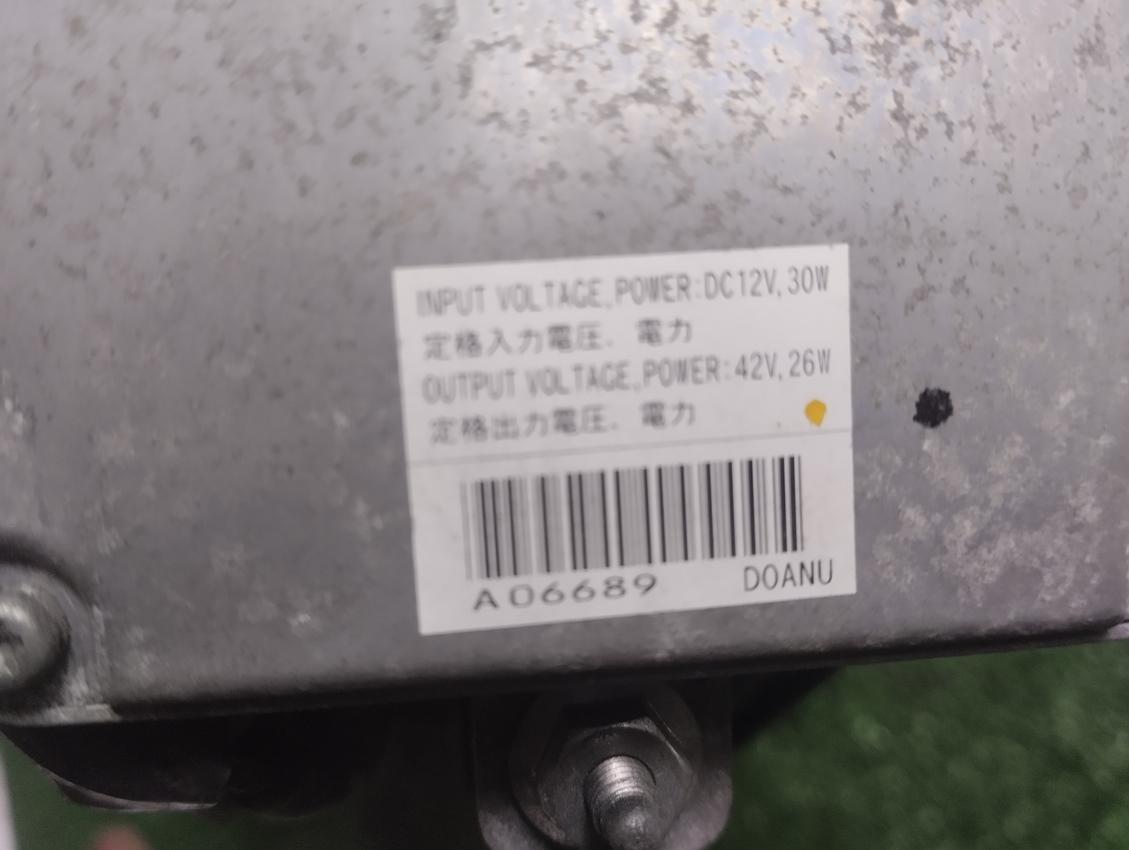 INPUT VOLTAGE,POWER:DC12V,30W
定格入力電圧、電力
OUTPUT VOLTAGE,POWER:42V,26W
定格出力電圧、電力
A06689 DOANU